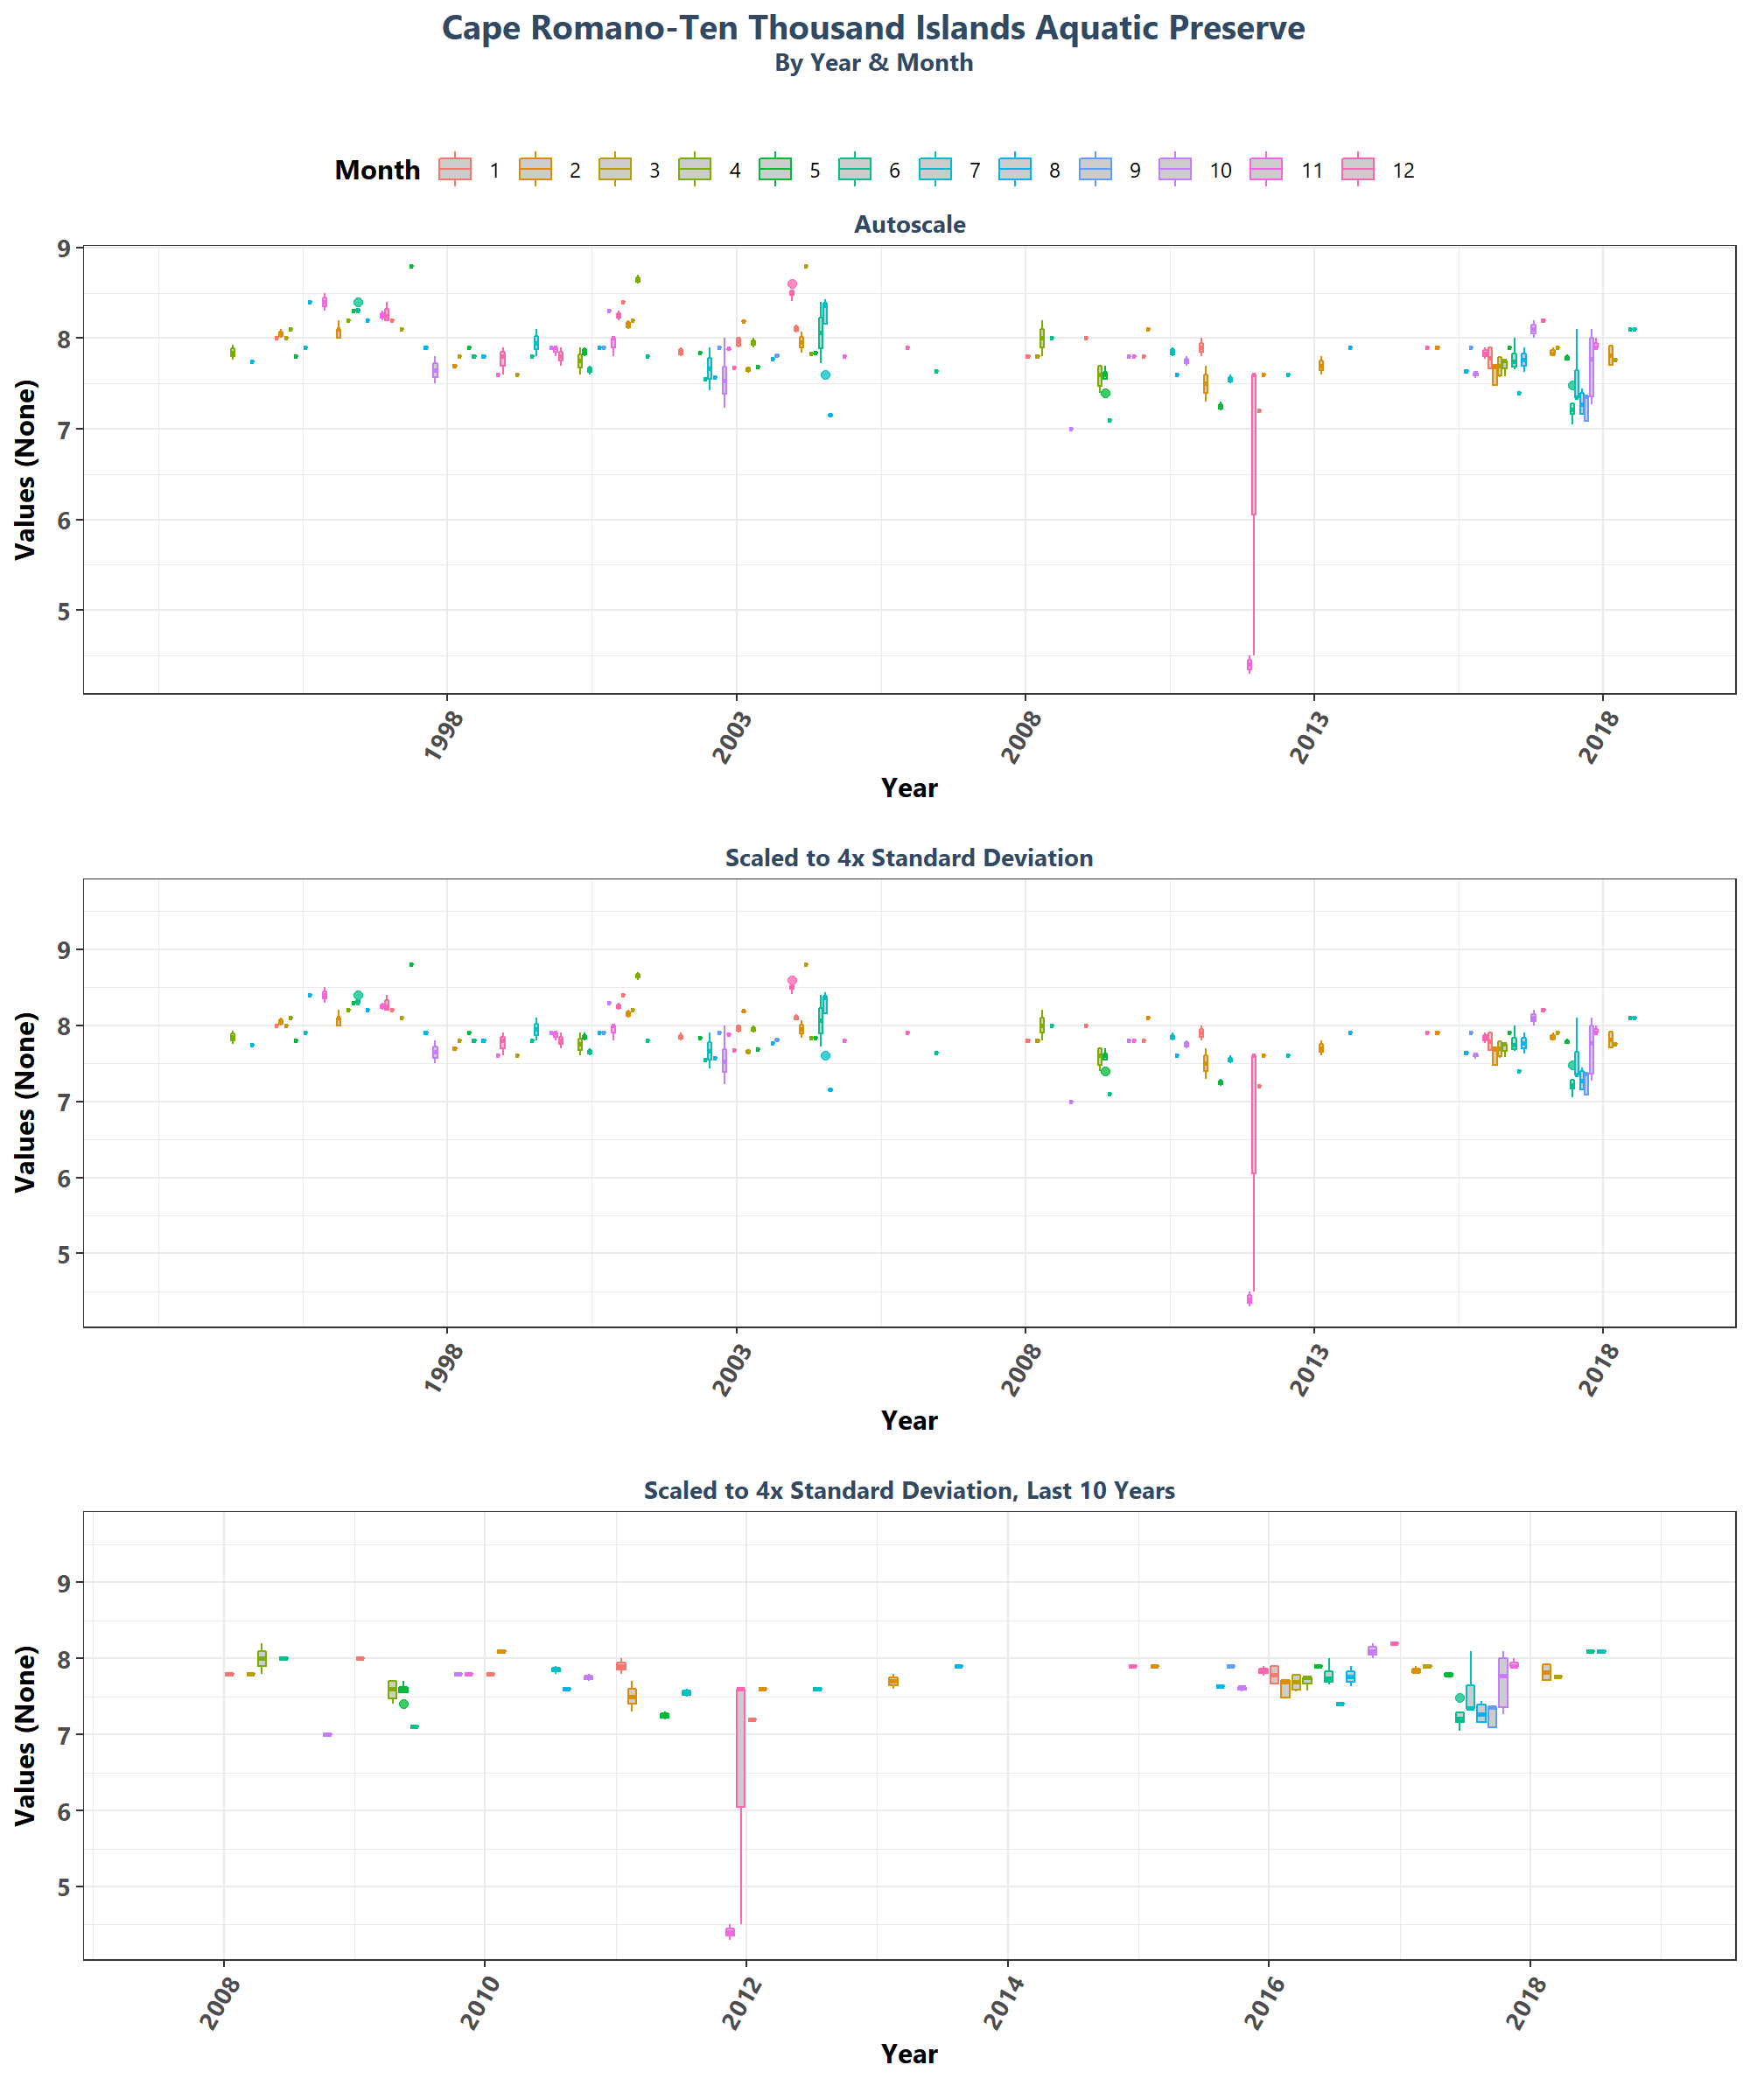 Cape Romano-Ten Thousand Islands Aquatic Preserve
By Year & Month
Month 1 2 3 4 5 6 7 8 9 10 11 12
Autoscale
Values (None)
9
8
7
6
5
1998 2003 2008 2013 2018
Year
Scaled to 4x Standard Deviation
Values (None)
9
8
7
6
5
1998 2003 2008 2013 2018
Year
Scaled to 4x Standard Deviation, Last 10 Years
Values (None)
9
8
7
6
5
2008 2010 2012 2014 2016 2018
Year